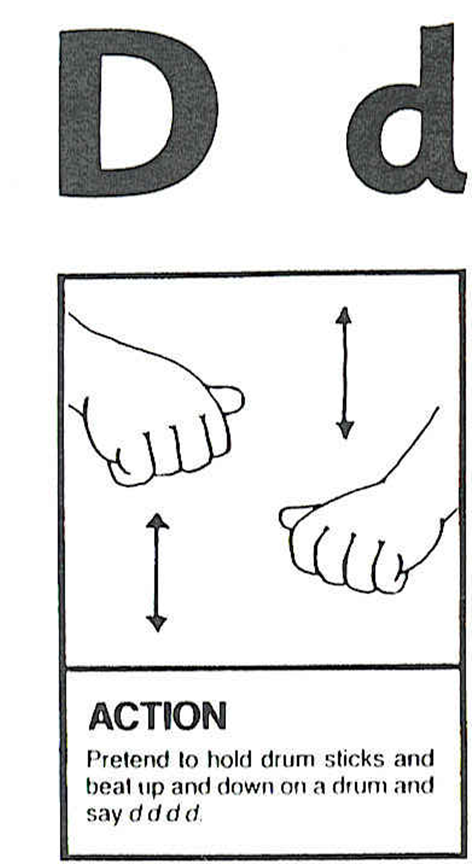 D d
ACTION
Pretend to hold drum sticks and
beat up and down on a drum and
say d d d d.